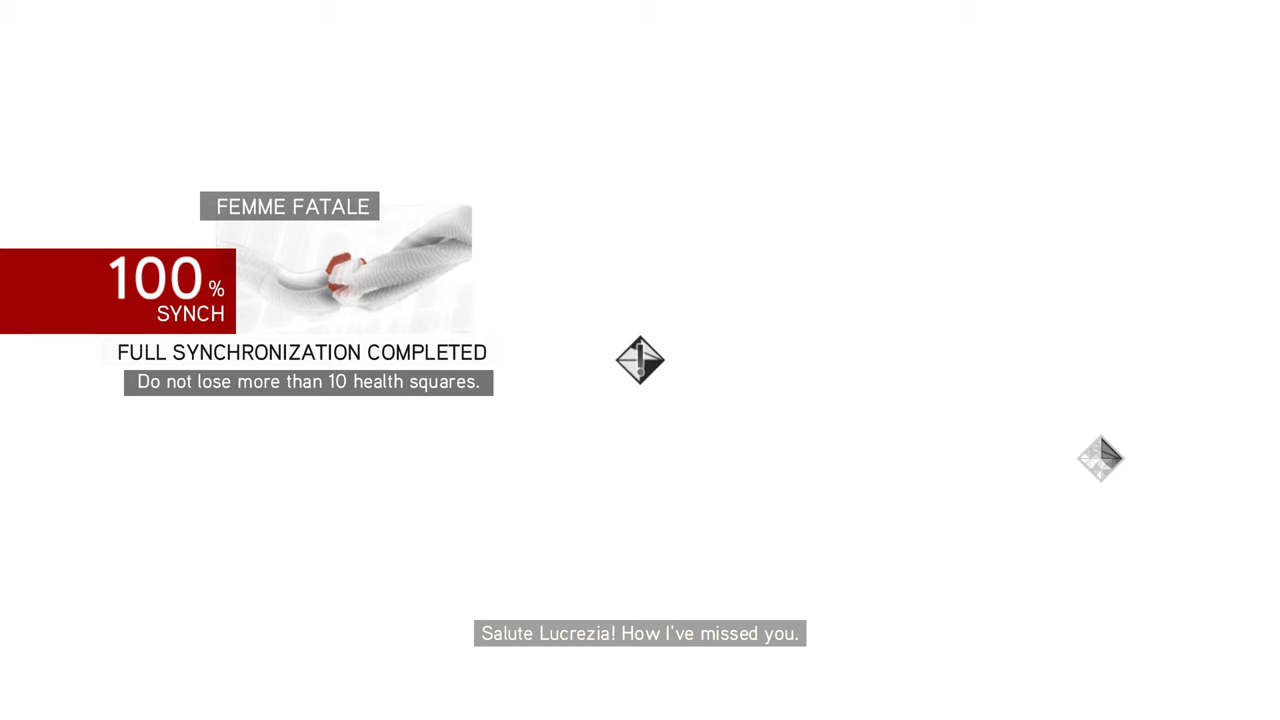 FEMME FATALE
100 %
SYNCH
FULL SYNCHRONIZATION COMPLETED
Do not lose more than 10 health squares.
Salute Lucrezia! How I've missed you.